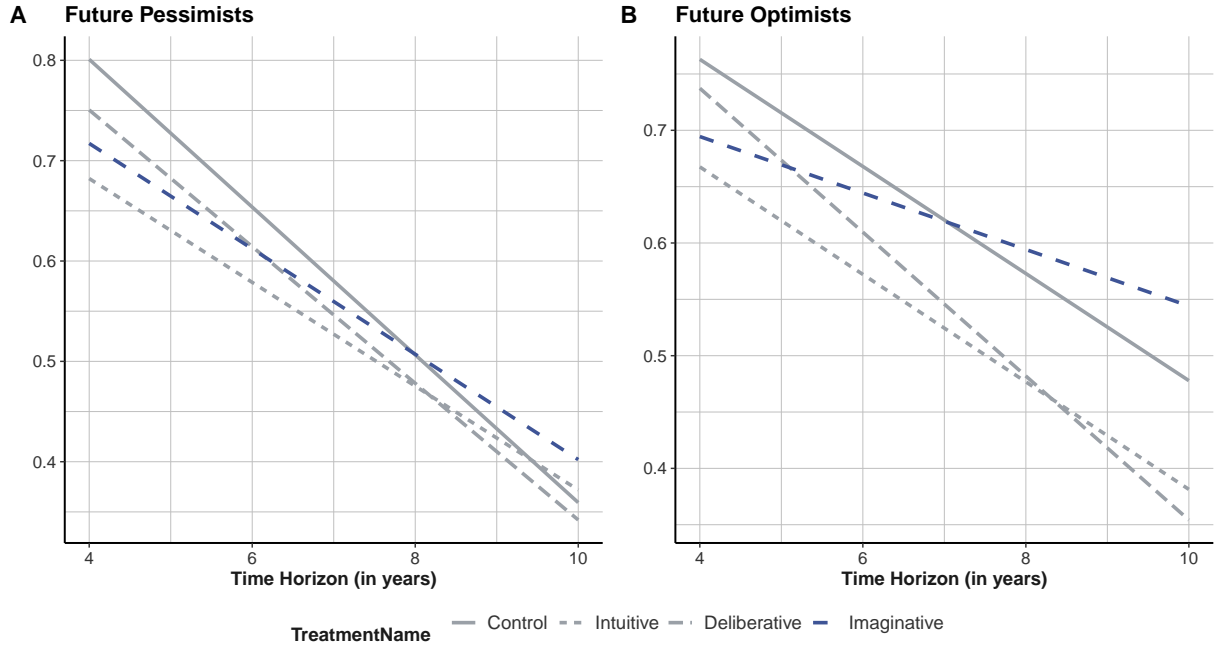 A Future Pessimists
0.8
0.7
0.6
0.5
0.4
4 6 8 10
Time Horizon (in years)
B Future Optimists
0.7
0.6
0.5
0.4
4 6 8 10
Time Horizon (in years)
TreatmentName Control Intuitive Deliberative Imaginative